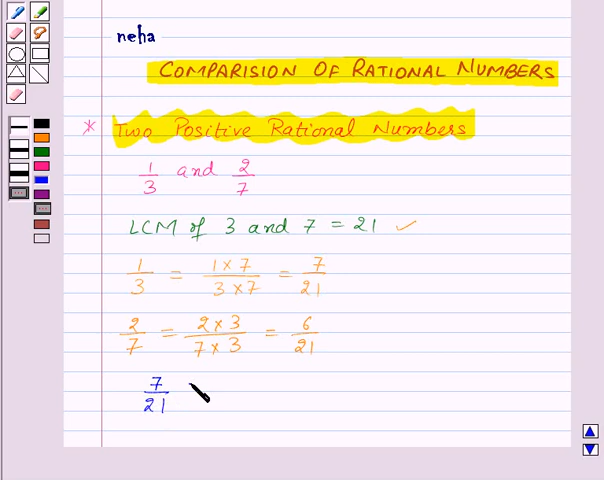 neha
COMPARISION OF RATIONAL NUMBERS
* Two Positive Rational Numbers
1/3 and 2/7
LCM of 3 and 7 = 21 ✓
1/3 = 1×7/3×7 = 7/21
2/7 = 2×3/7×3 = 6/21
7/21